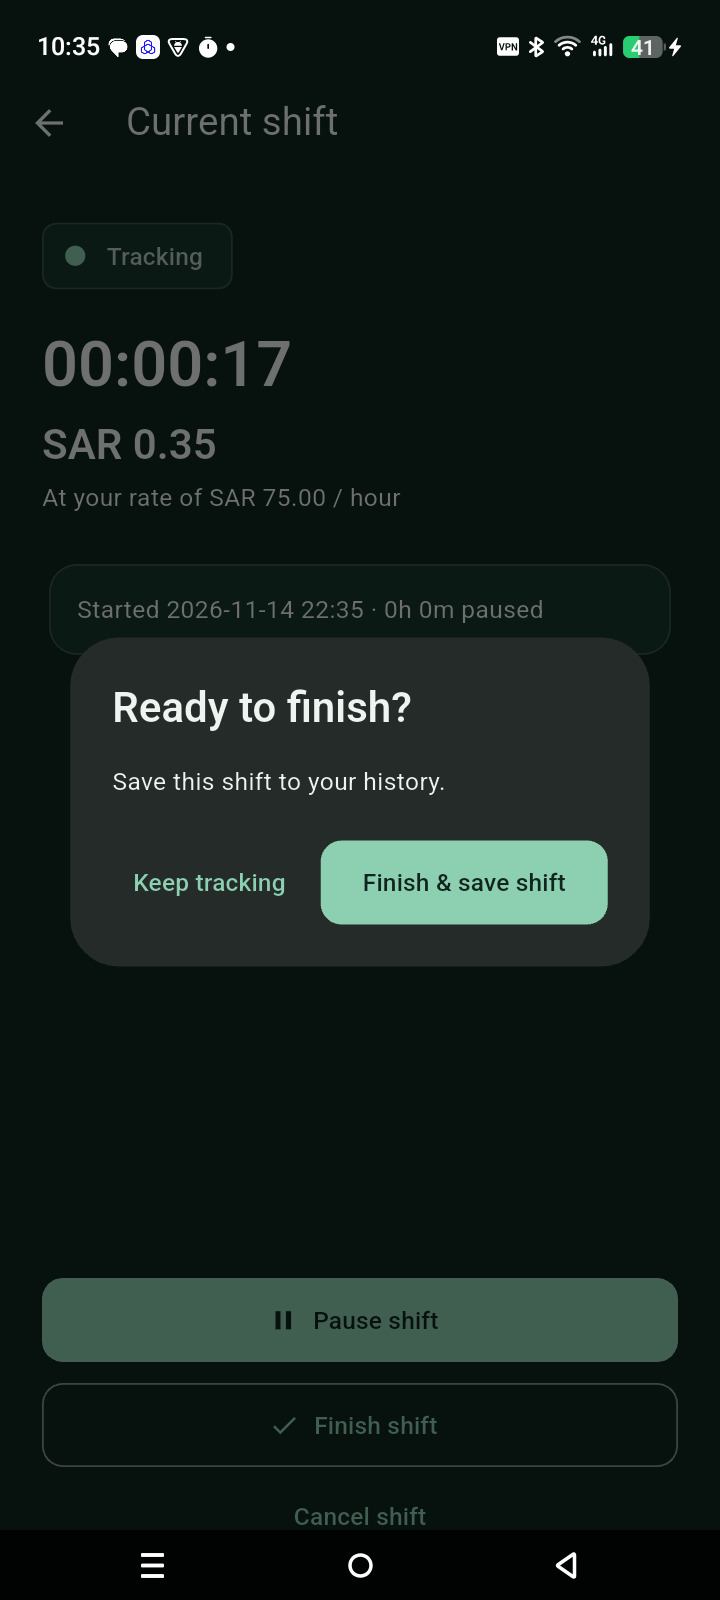 10:35
VPN
4G
41
Current shift
Tracking
00:00:17
SAR 0.35
At your rate of SAR 75.00 / hour
Started 2026-11-14 22:35 · 0h 0m paused
Ready to finish?
Save this shift to your history.
Keep tracking
Finish & save shift
Pause shift
Finish shift
Cancel shift